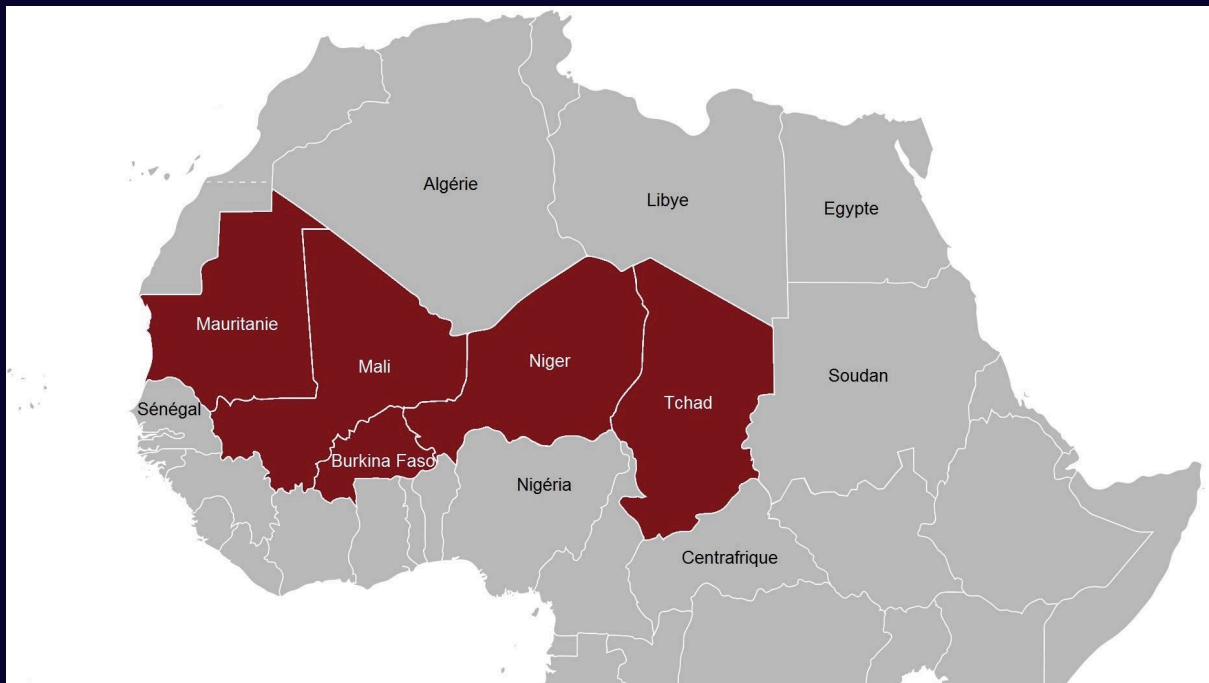 Algérie
Libye
Egypte
Mauritanie
Mali
Niger
Soudan
Tchad
Sénégal
Burkina Faso
Nigéria
Centrafrique